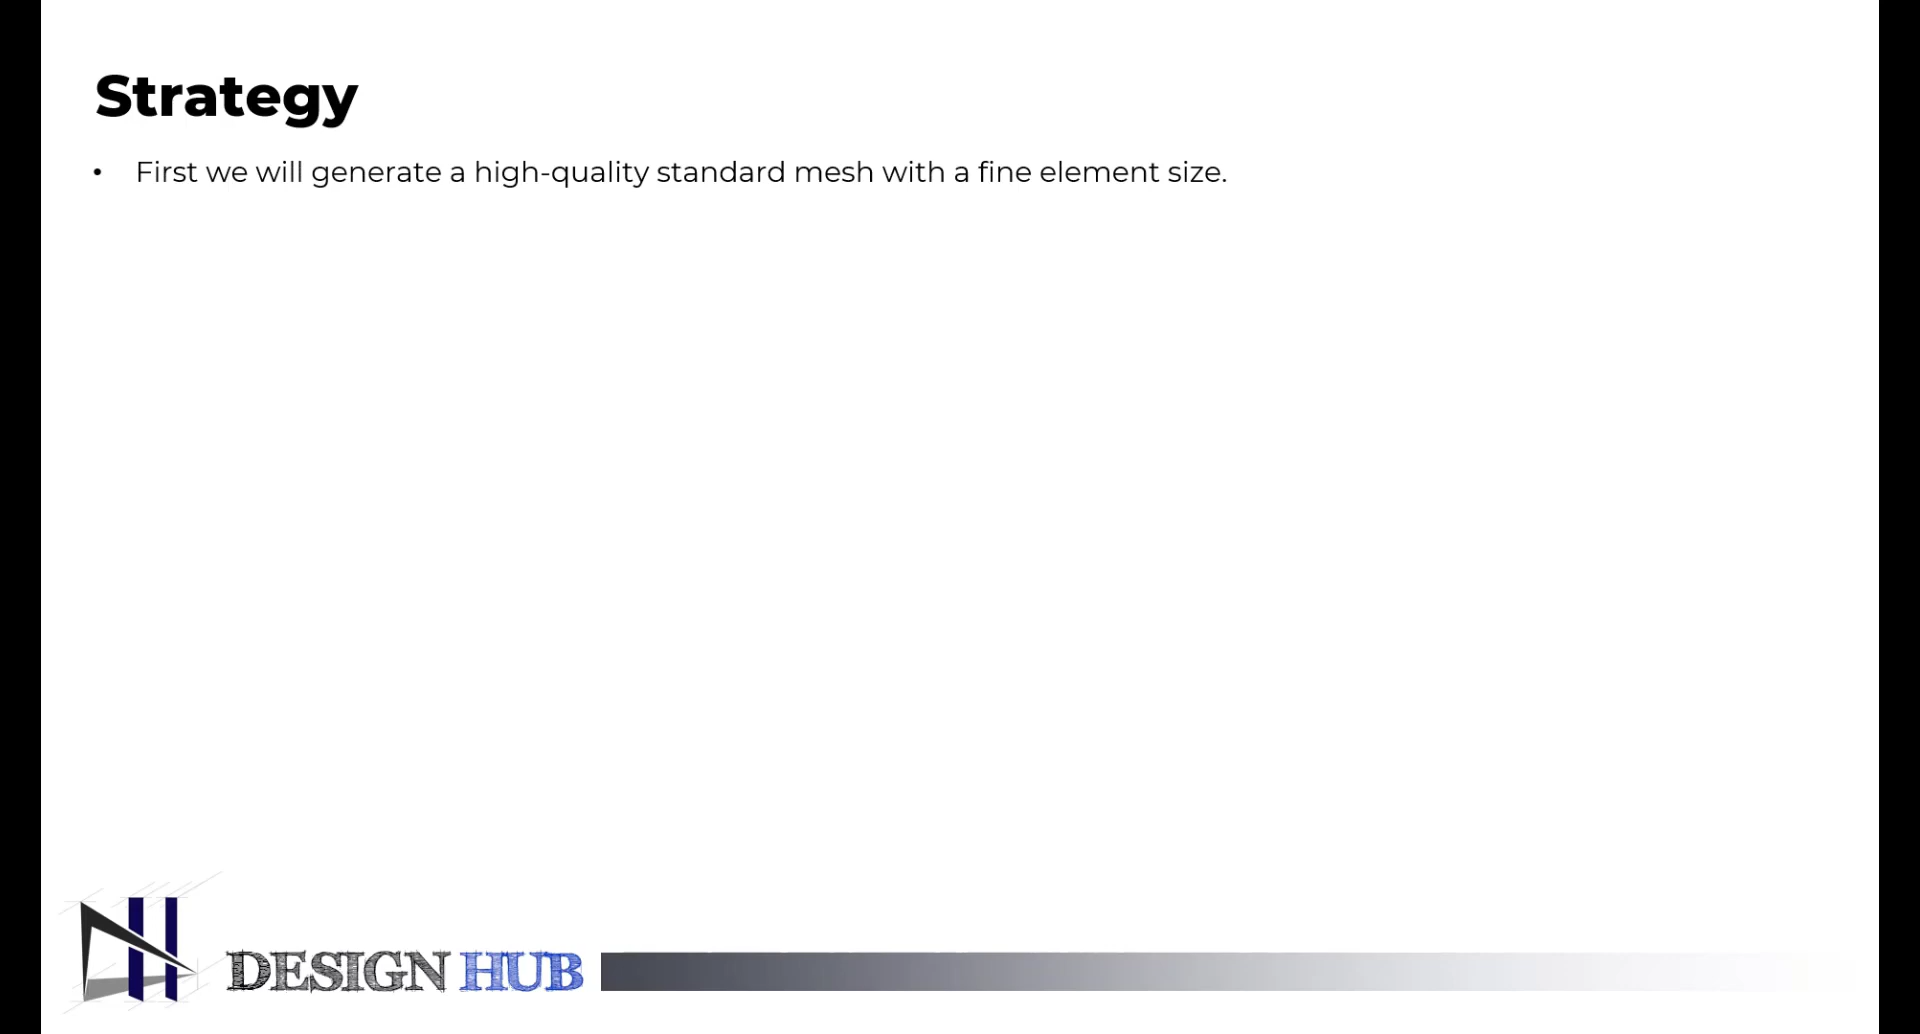 Strategy
• First we will generate a high-quality standard mesh with a fine element size.
DESIGN HUB